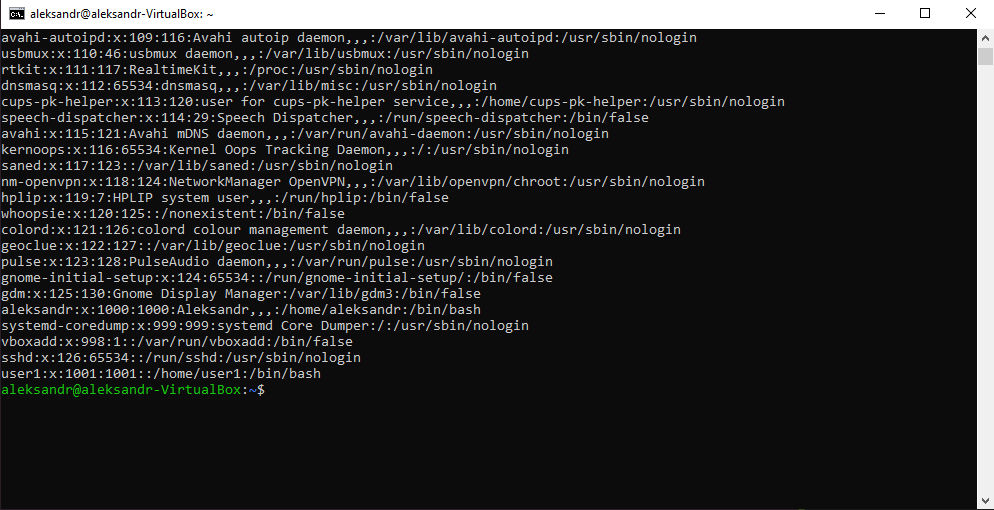 aleksandr@aleksandr-VirtualBox: ~
avahi-autoipd:x:109:116:Avahi autoip daemon,,,:/var/lib/avahi-autoipd:/usr/sbin/nologin
usbmux:x:110:46:usbmux daemon,,,:/var/lib/usbmux:/usr/sbin/nologin
rtkit:x:111:117:RealtimeKit,,,:/proc:/usr/sbin/nologin
dnsmasq:x:112:65534:dnsmasq,,,:/var/lib/misc:/usr/sbin/nologin
cups-pk-helper:x:113:120:user for cups-pk-helper service,,,:/home/cups-pk-helper:/usr/sbin/nologin
speech-dispatcher:x:114:29:Speech Dispatcher,,,:/run/speech-dispatcher:/bin/false
avahi:x:115:121:Avahi mDNS daemon,,,:/var/run/avahi-daemon:/usr/sbin/nologin
kernoops:x:116:65534:Kernel Oops Tracking Daemon,,,:/:/usr/sbin/nologin
saned:x:117:123::/var/lib/saned:/usr/sbin/nologin
nm-openvpn:x:118:124:NetworkManager OpenVPN,,,:/var/lib/openvpn/chroot:/usr/sbin/nologin
hplip:x:119:7:HPLIP system user,,,:/run/hplip:/bin/false
whoopsie:x:120:125::/nonexistent:/bin/false
colord:x:121:126:colord colour management daemon,,,:/var/lib/colord:/usr/sbin/nologin
geoclue:x:122:127::/var/lib/geoclue:/usr/sbin/nologin
pulse:x:123:128:PulseAudio daemon,,,:/var/run/pulse:/usr/sbin/nologin
gnome-initial-setup:x:124:65534::/run/gnome-initial-setup/:/bin/false
gdm:x:125:130:Gnome Display Manager:/var/lib/gdm3:/bin/false
aleksandr:x:1000:1000:Aleksandr,,,:/home/aleksandr:/bin/bash
systemd-coredump:x:999:999:systemd Core Dumper:/:/usr/sbin/nologin
vboxadd:x:998:1::/var/run/vboxadd:/bin/false
sshd:x:126:65534::/run/sshd:/usr/sbin/nologin
user1:x:1001:1001::/home/user1:/bin/bash
aleksandr@aleksandr-VirtualBox:~$